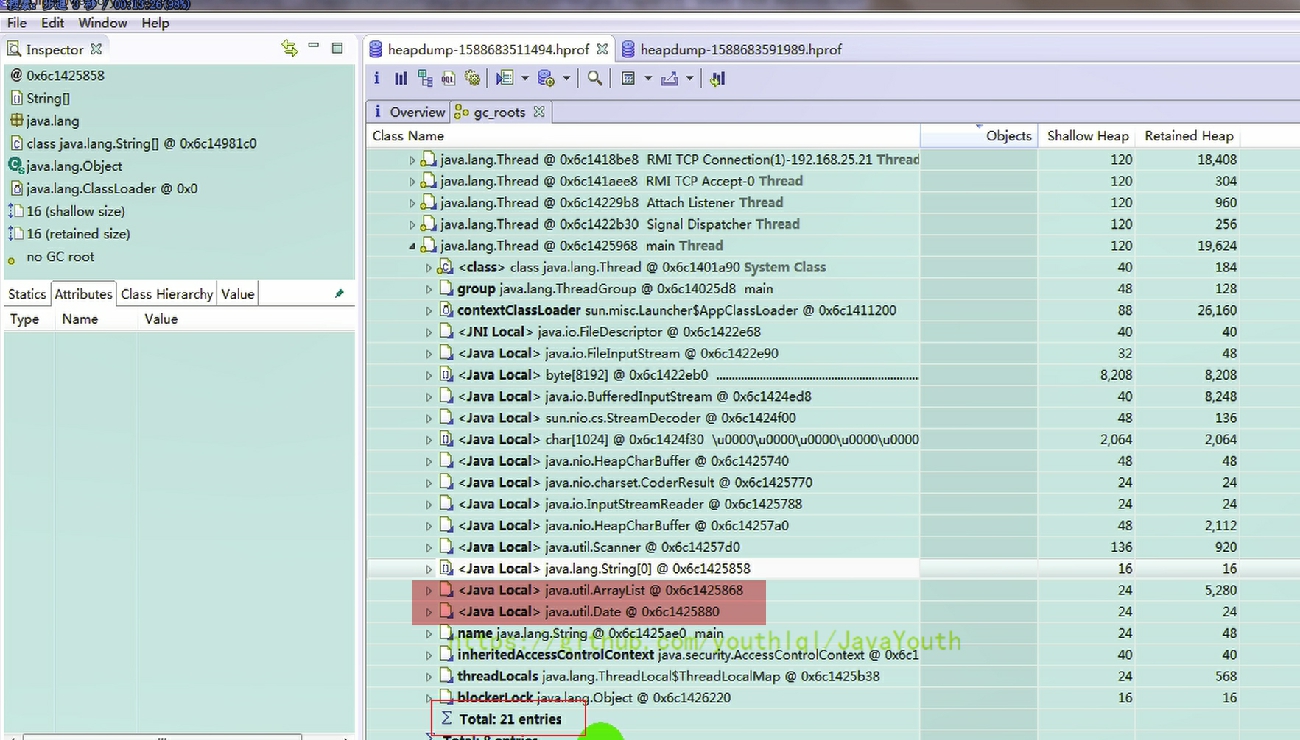 File Edit Window Help
Inspector
@ 0x6c1425858
String[]
java.lang
class java.lang.String[] @ 0x6c14981c0
java.lang.Object
java.lang.ClassLoader @ 0x0
16 (shallow size)
16 (retained size)
no GC root
Statics Attributes Class Hierarchy Value
Type Name Value
heapdump-1588683511494.hprof heapdump-1588683591989.hprof
i Overview gc_roots
Class Name Objects Shallow Heap Retained Heap
java.lang.Thread @ 0x6c1418be8 RMI TCP Connection(1)-192.168.25.21 Thread 120 18,408
java.lang.Thread @ 0x6c141aee8 RMI TCP Accept-0 Thread 120 304
java.lang.Thread @ 0x6c14229b8 Attach Listener Thread 120 960
java.lang.Thread @ 0x6c1422b30 Signal Dispatcher Thread 120 256
java.lang.Thread @ 0x6c1425968 main Thread 120 19,624
<class> class java.lang.Thread @ 0x6c1401a90 System Class 40 184
group java.lang.ThreadGroup @ 0x6c14025d8 main 48 128
contextClassLoader sun.misc.Launcher$AppClassLoader @ 0x6c1411200 88 26,160
<JNI Local> java.io.FileDescriptor @ 0x6c1422e68 40 40
<Java Local> java.io.FileInputStream @ 0x6c1422e90 32 48
<Java Local> byte[8192] @ 0x6c1422eb0 ........................................................ 8,208 8,208
<Java Local> java.io.BufferedInputStream @ 0x6c1424ed8 40 8,248
<Java Local> sun.nio.cs.StreamDecoder @ 0x6c1424f00 48 136
<Java Local> char[1024] @ 0x6c1424f30 \u0000\u0000\u0000\u0000\u0000 2,064 2,064
<Java Local> java.nio.HeapCharBuffer @ 0x6c1425740 48 48
<Java Local> java.nio.charset.CoderResult @ 0x6c1425770 24 24
<Java Local> java.io.InputStreamReader @ 0x6c1425788 24 24
<Java Local> java.nio.HeapCharBuffer @ 0x6c14257a0 48 2,112
<Java Local> java.util.Scanner @ 0x6c14257d0 136 920
<Java Local> java.lang.String[0] @ 0x6c1425858 16 16
<Java Local> java.util.ArrayList @ 0x6c1425868 24 5,280
<Java Local> java.util.Date @ 0x6c1425880 24 24
name java.lang.String @ 0x6c1425ae0 main 24 48
https://github.com/youthlql/JavaYouth
inheritedAccessControlContext java.security.AccessControlContext @ 0x6c1 40 40
threadLocals java.lang.ThreadLocal$ThreadLocalMap @ 0x6c1425b38 24 568
blockerLock java.lang.Object @ 0x6c1426220 16 16
Total: 21 entries